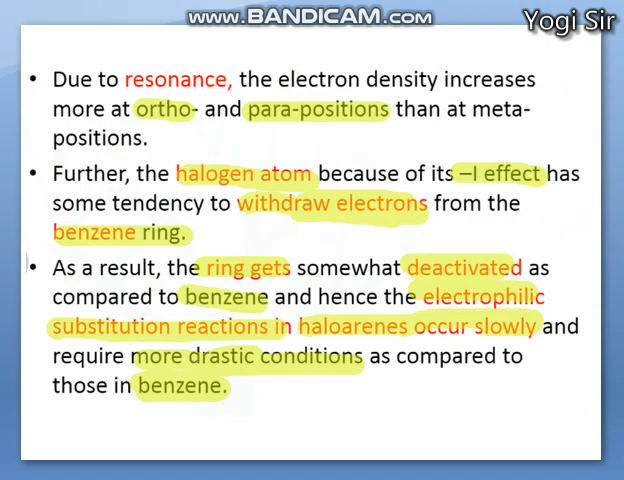 www.BANDICAM.com
Yogi Sir
• Due to resonance, the electron density increases
more at ortho- and para-positions than at meta-
positions.
• Further, the halogen atom because of its –I effect has
some tendency to withdraw electrons from the
benzene ring.
• As a result, the ring gets somewhat deactivated as
compared to benzene and hence the electrophilic
substitution reactions in haloarenes occur slowly and
require more drastic conditions as compared to
those in benzene.